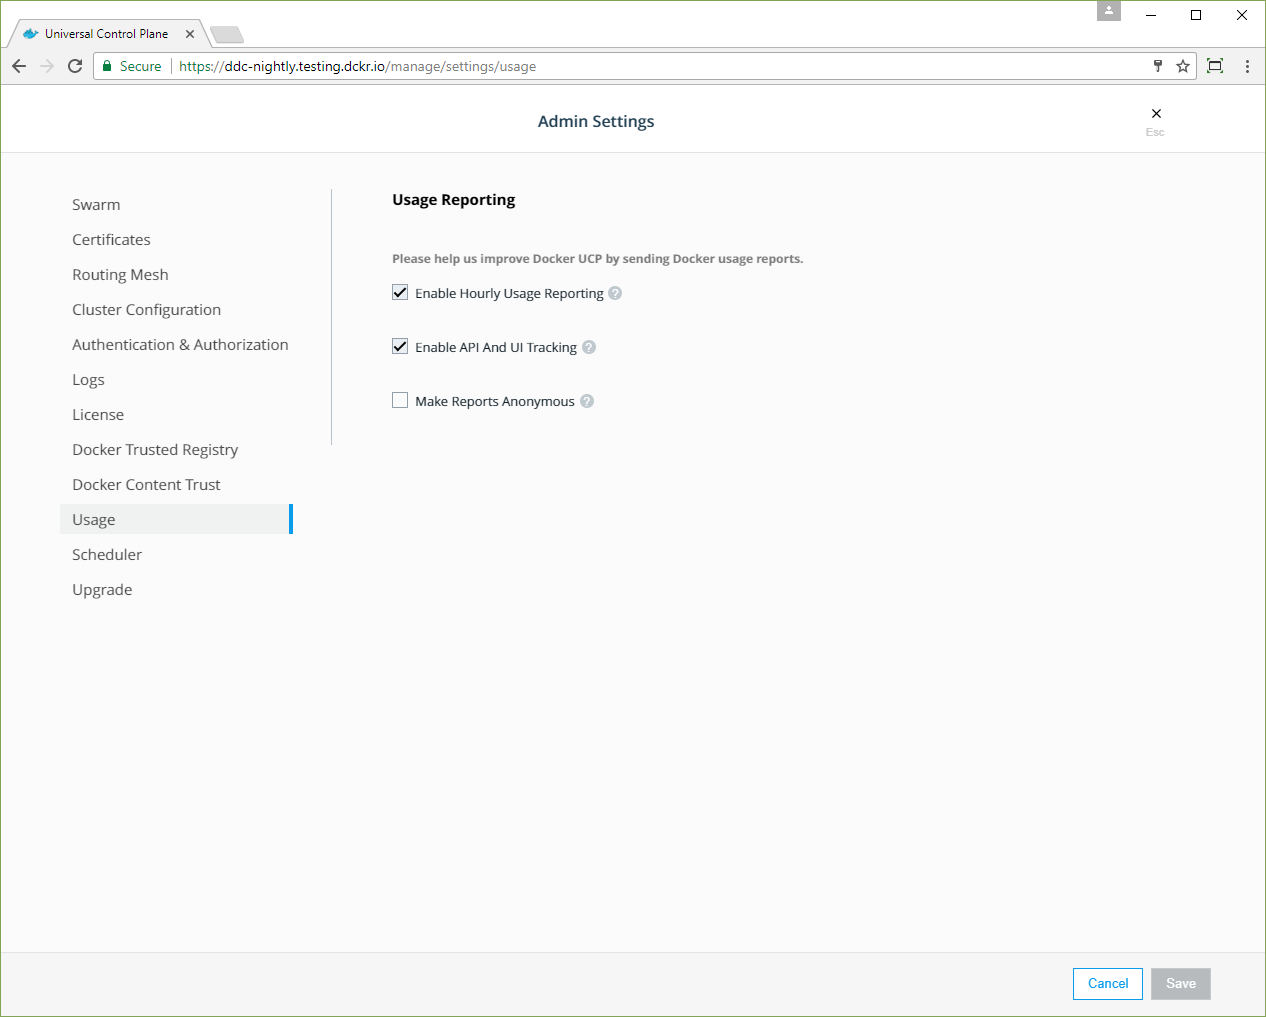 Universal Control Plane
Secure https://ddc-nightly.testing.dckr.io/manage/settings/usage
Admin Settings
Esc
Swarm
Certificates
Routing Mesh
Cluster Configuration
Authentication & Authorization
Logs
License
Docker Trusted Registry
Docker Content Trust
Usage
Scheduler
Upgrade
Usage Reporting
Please help us improve Docker UCP by sending Docker usage reports.
Enable Hourly Usage Reporting ?
Enable API And UI Tracking ?
Make Reports Anonymous ?
Cancel Save